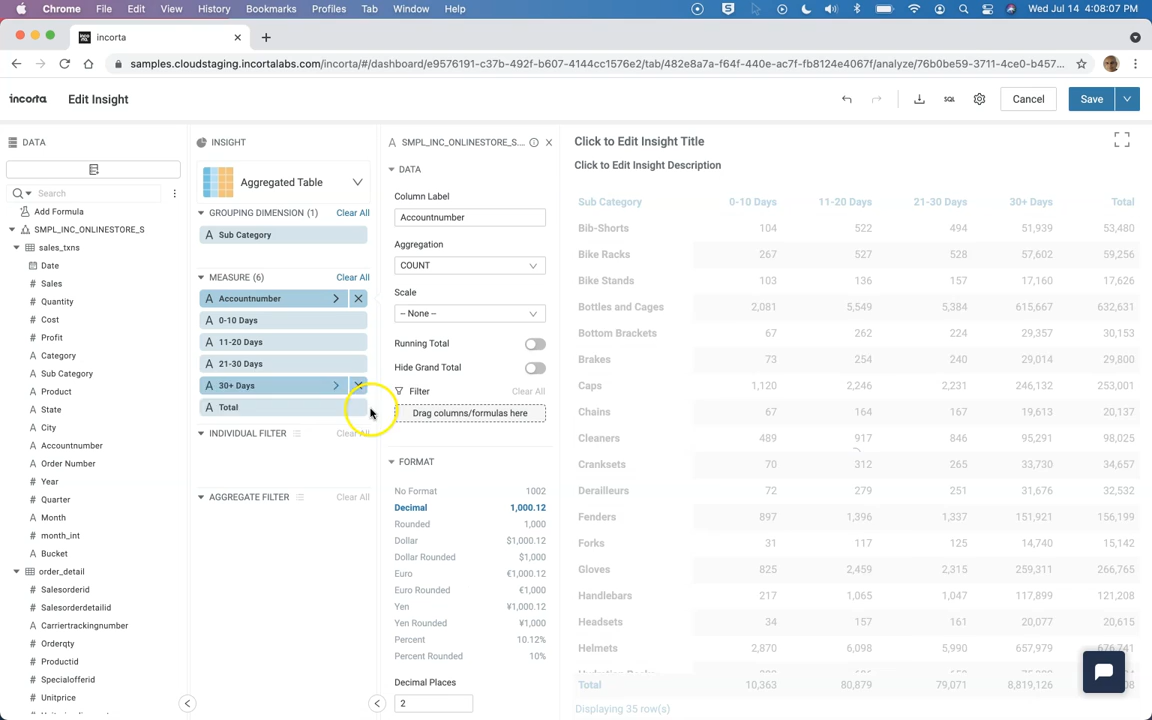 Chrome File Edit View History Bookmarks Profiles Tab Window Help Wed Jul 14 4:08:07 PM
incorta
samples.cloudstaging.incortalabs.com/incorta/#/dashboard/e9576191-c37b-492f-b607-4144cc1576e2/tab/482e8a7a-f64f-440e-ac7f-fb8124e4067f/analyze/76b0be59-3711-4ce0-b457...
incorta Edit Insight SQL Cancel Save
DATA
Search
Add Formula
SMPL_INC_ONLINESTORE_S
sales_txns
Date
# Sales
# Quantity
# Cost
# Profit
A Category
A Sub Category
A Product
A State
A City
A Accountnumber
A Order Number
# Year
# Quarter
A Month
# month_int
A Bucket
order_detail
# Salesorderid
# Salesorderdetailid
A Carriertrackingnumber
# Orderqty
# Productid
# Specialofferid
# Unitprice
INSIGHT
Aggregated Table
GROUPING DIMENSION (1) Clear All
A Sub Category
MEASURE (6) Clear All
A Accountnumber
A 0-10 Days
A 11-20 Days
A 21-30 Days
A 30+ Days
A Total
INDIVIDUAL FILTER Clear All
AGGREGATE FILTER Clear All
A SMPL_INC_ONLINESTORE_S...
DATA
Column Label
Accountnumber
Aggregation
COUNT
Scale
-- None --
Running Total
Hide Grand Total
Filter Clear All
Drag columns/formulas here
FORMAT
No Format 1002
Decimal 1,000.12
Rounded 1,000
Dollar $1,000.12
Dollar Rounded $1,000
Euro €1,000.12
Euro Rounded €1,000
Yen ¥1,000.12
Yen Rounded ¥1,000
Percent 10.12%
Percent Rounded 10%
Decimal Places
2
Click to Edit Insight Title
Click to Edit Insight Description
Sub Category 0-10 Days 11-20 Days 21-30 Days 30+ Days Total
Bib-Shorts 104 522 494 51,939 53,480
Bike Racks 267 527 528 57,602 59,256
Bike Stands 103 136 157 17,160 17,626
Bottles and Cages 2,081 5,549 5,384 615,667 632,631
Bottom Brackets 67 262 224 29,357 30,153
Brakes 73 254 240 29,014 29,800
Caps 1,120 2,246 2,231 246,132 253,001
Chains 67 164 167 19,613 20,137
Cleaners 489 917 846 95,291 98,025
Cranksets 70 312 265 33,730 34,657
Derailleurs 72 279 251 31,676 32,532
Fenders 897 1,396 1,337 151,921 156,199
Forks 31 117 125 14,740 15,142
Gloves 825 2,459 2,315 259,311 266,765
Handlebars 217 1,065 1,047 117,899 121,208
Headsets 34 157 161 20,077 20,615
Helmets 2,870 6,098 5,990 657,979 676,741
Total 10,363 80,879 79,071 8,819,126
Displaying 35 row(s)